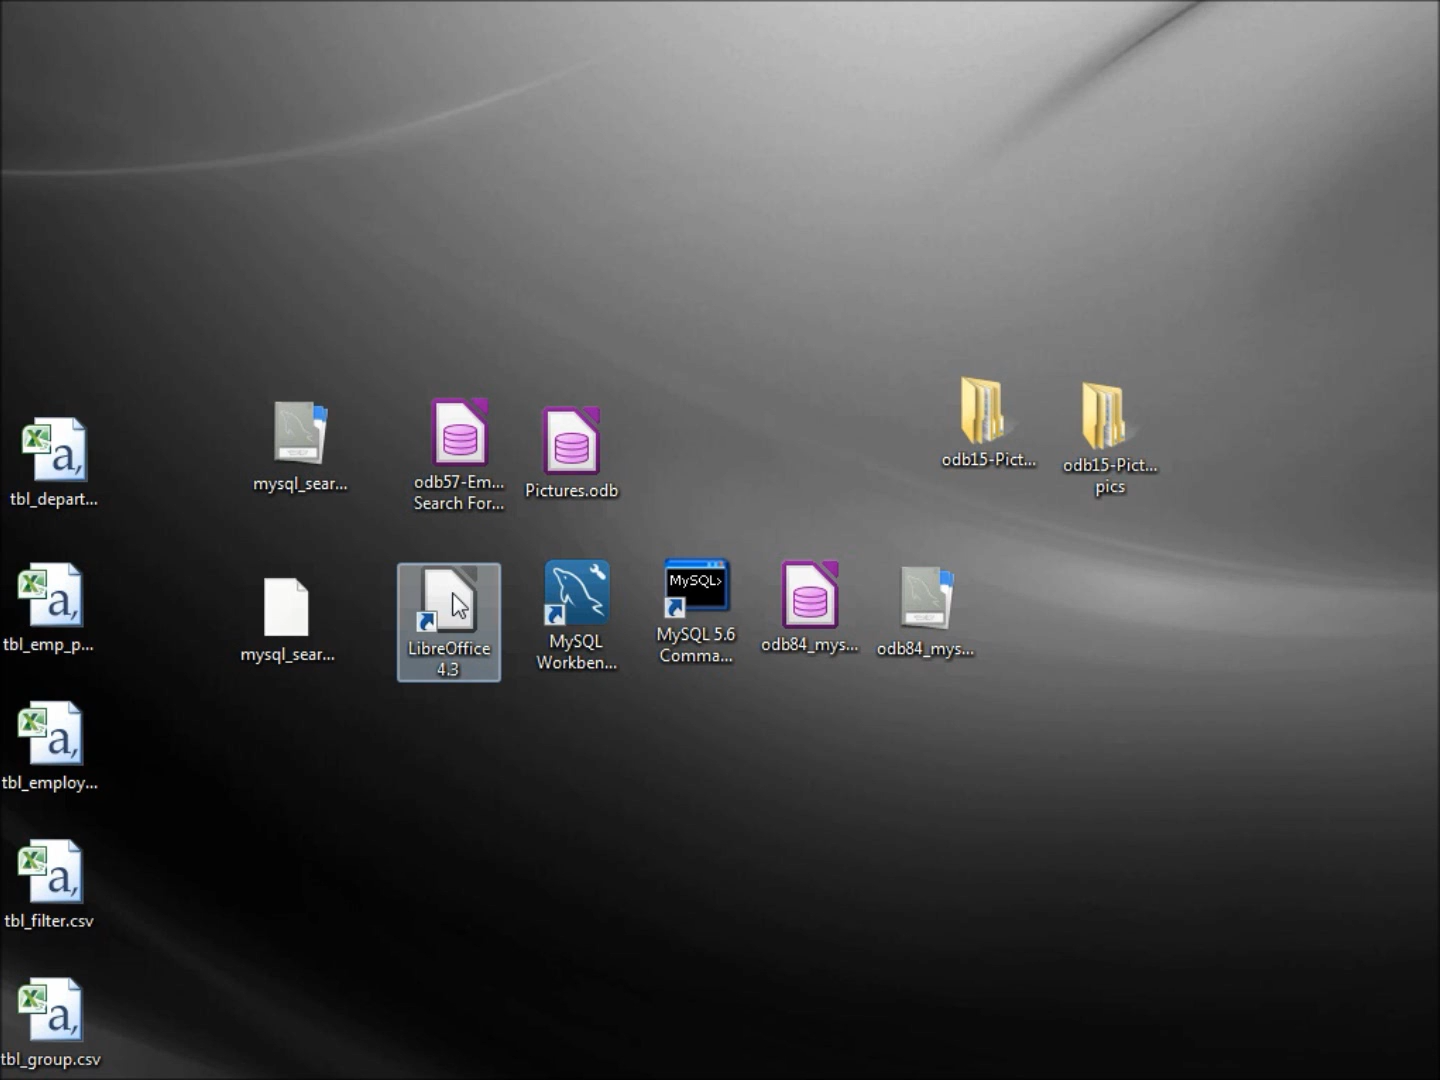 tbl_depart...
mysql_sear...
odb57-Em...
Search For...
Pictures.odb
odb15-Pict...
odb15-Pict...
pics
tbl_emp_p...
mysql_sear...
LibreOffice
4.3
MySQL
Workben...
MySQL>
MySQL 5.6
Comma...
odb84_mys...
odb84_mys...
tbl_employ...
tbl_filter.csv
tbl_group.csv
a,
a,
a,
a,
a,